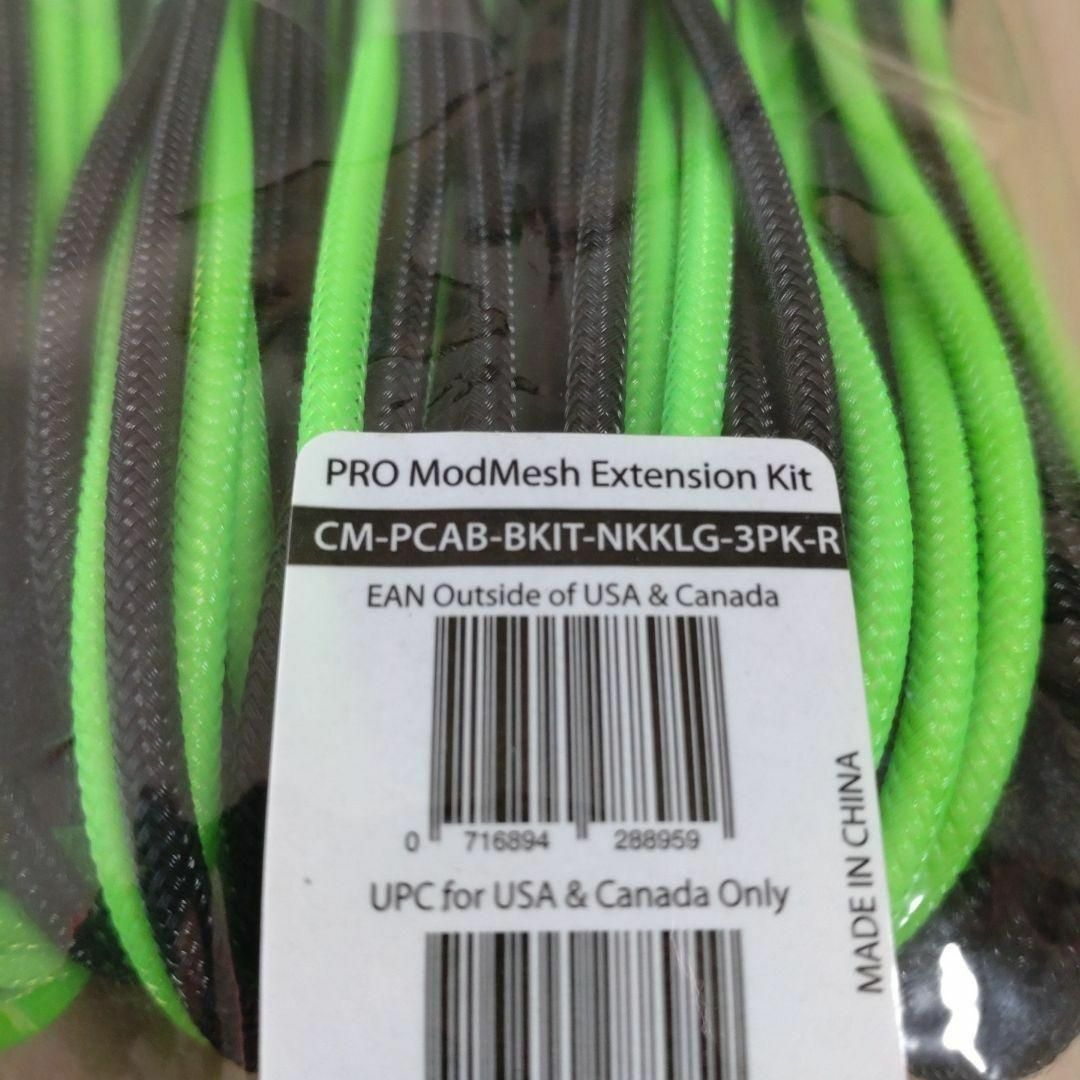 PRO ModMesh Extension Kit
CM-PCAB-BKIT-NKKLG-3PK-R
EAN Outside of USA & Canada
0 716894 288959
UPC for USA & Canada Only
MADE IN CHINA